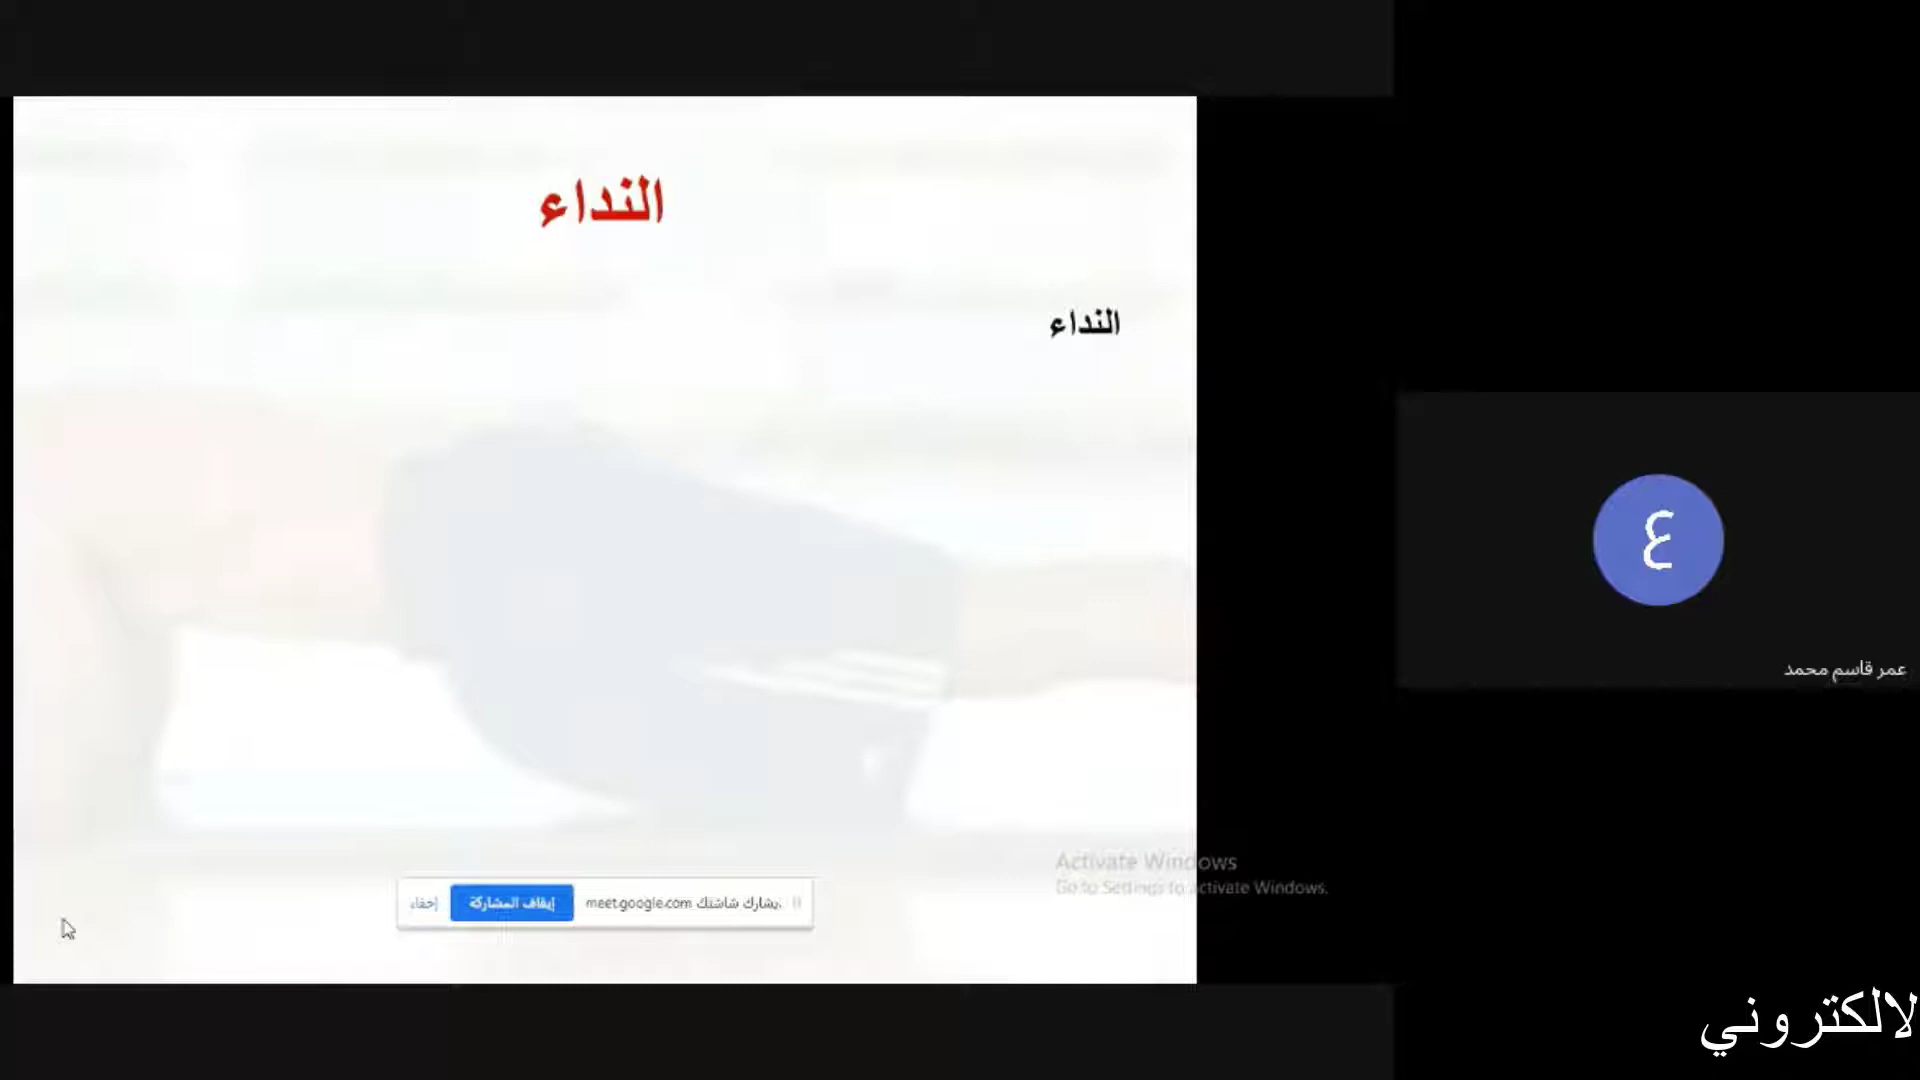 النداء
النداء
عمر قاسم محمد
Activate Windows
Go to Settings to activate Windows.
يشارك شاشتك meet.google.com.
إيقاف المشاركة
إخفاء
ع
لالكتروني